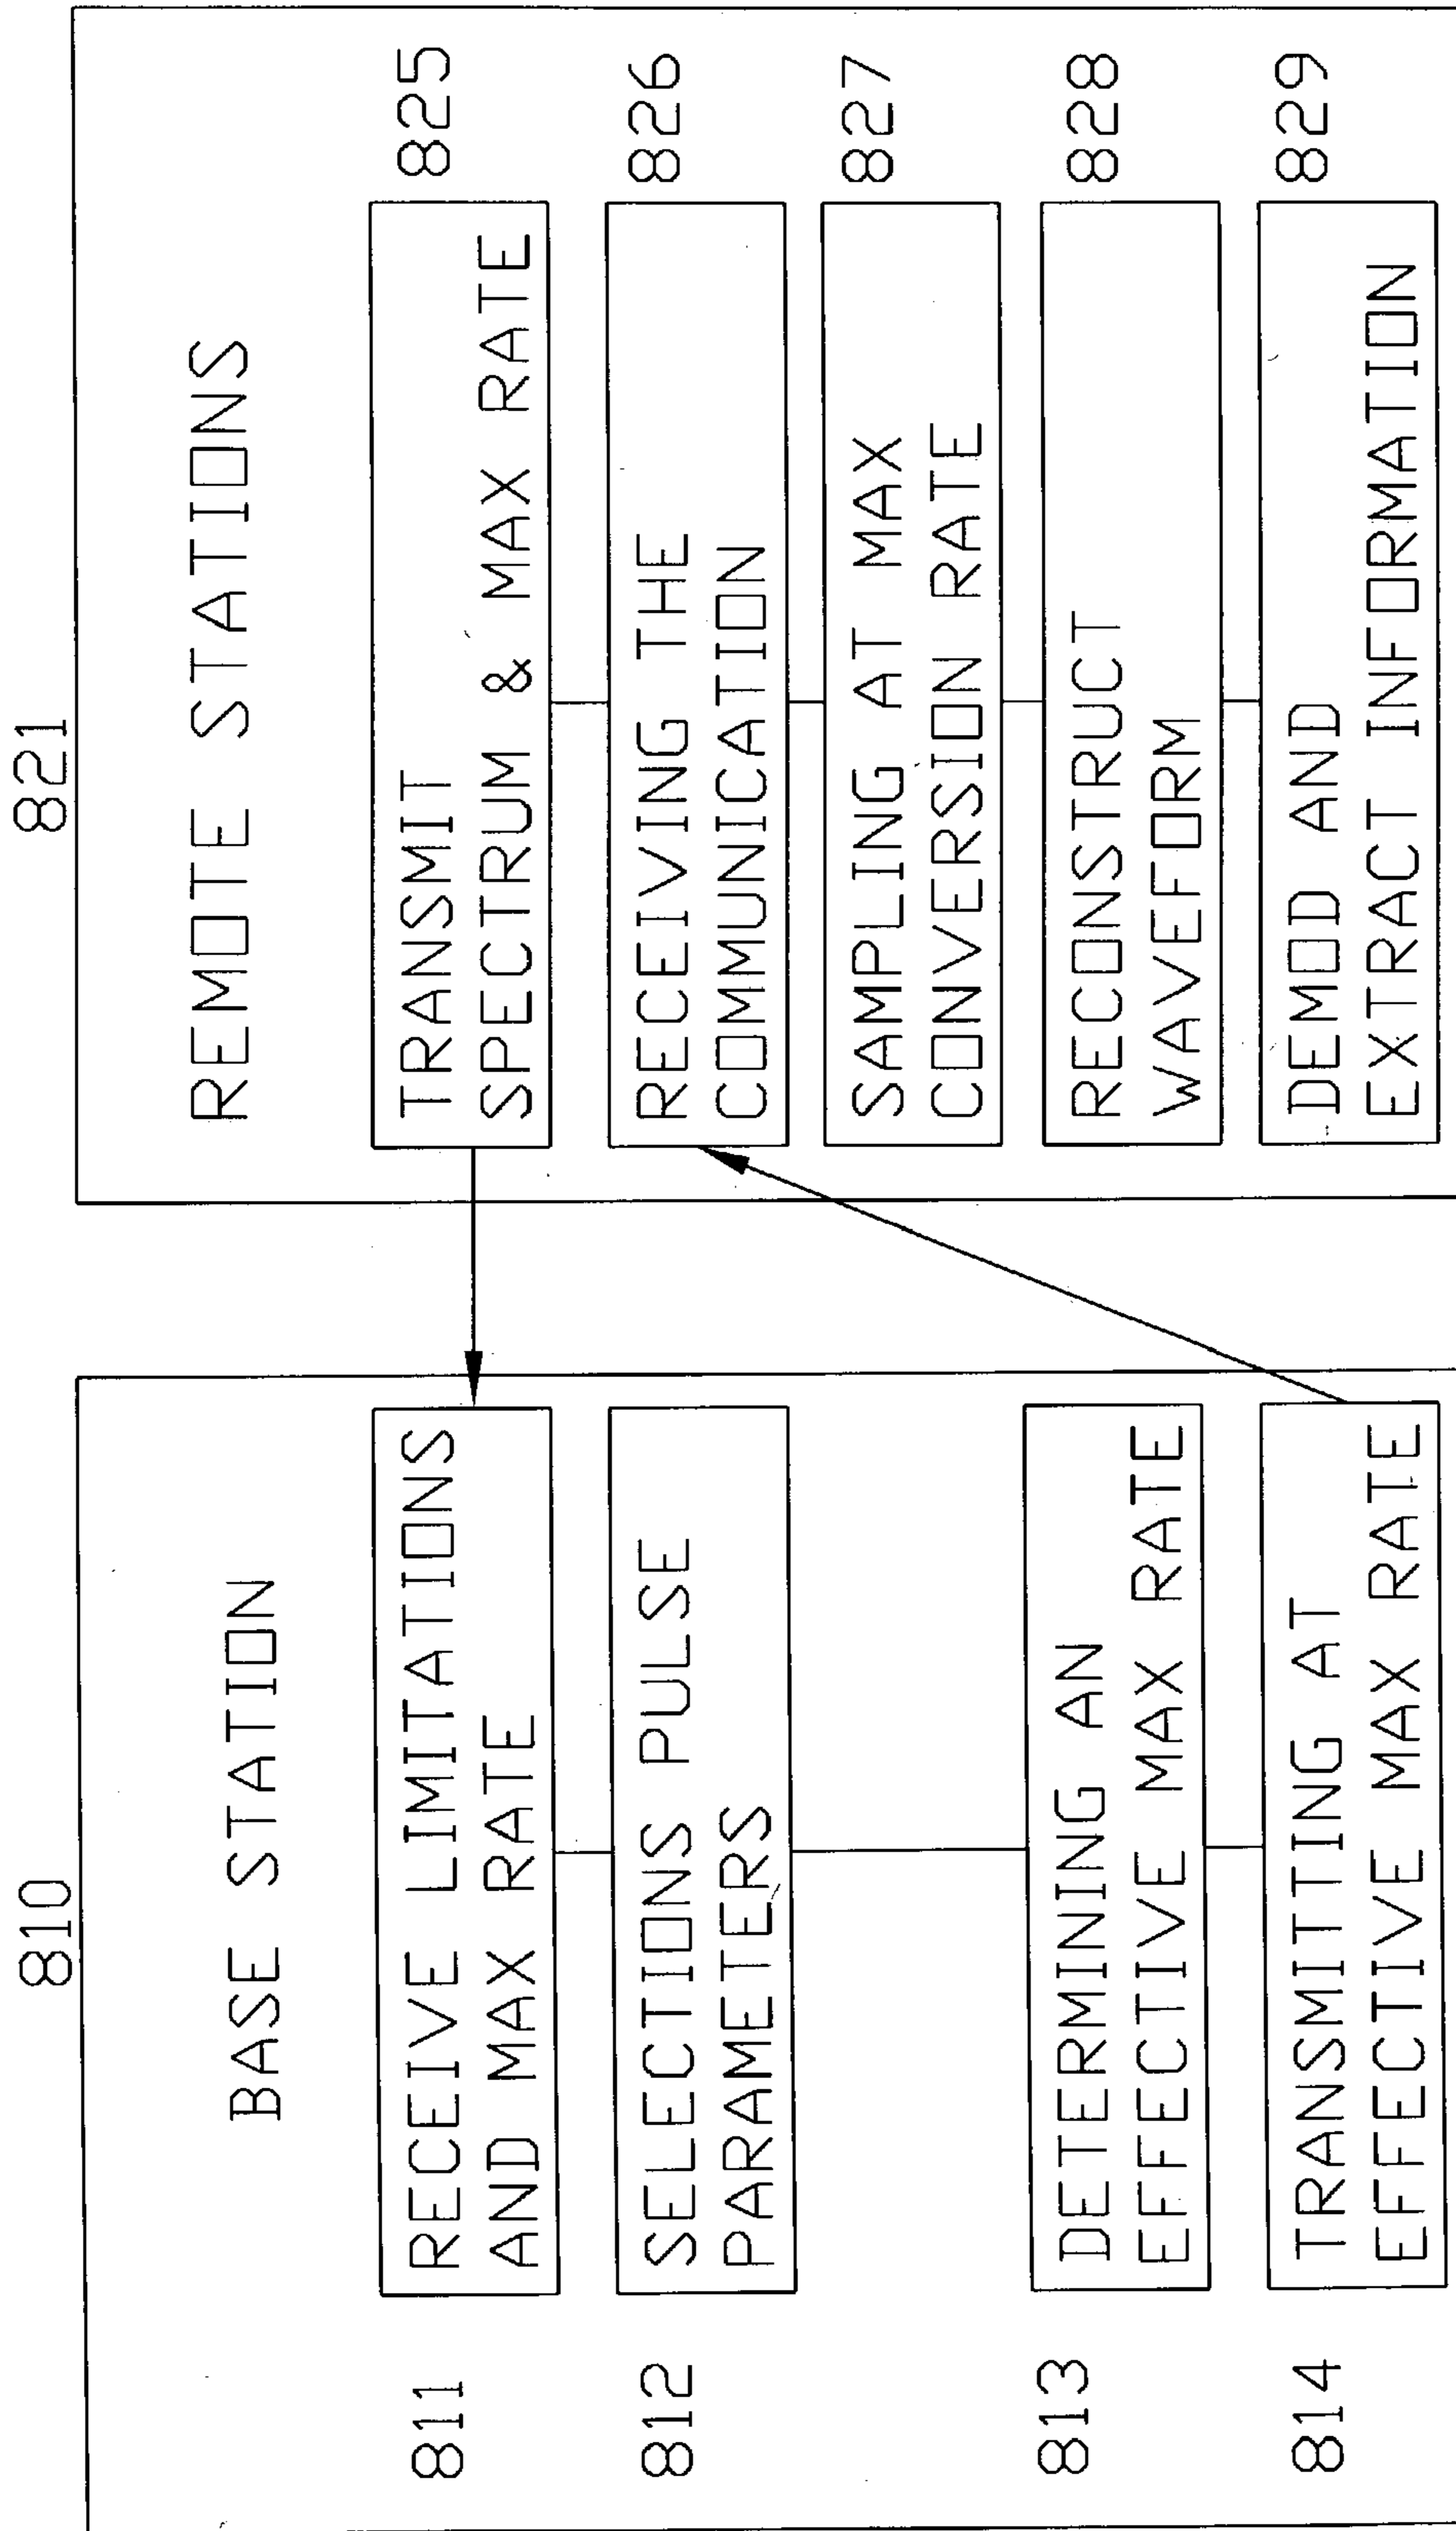 810
BASE STATION
811
RECEIVE LIMITATIONS
AND MAX RATE
812
SELECTIONS PULSE
PARAMETERS
813
DETERMINING AN
EFFECTIVE MAX RATE
814
TRANSMITTING AT
EFFECTIVE MAX RATE
821
REMOTE STATIONS
TRANSMIT
SPECTRUM & MAX RATE
825
RECEIVING THE
COMMUNICATION
826
SAMPLING AT MAX
CONVERSION RATE
827
RECONSTRUCT
WAVEFORM
828
DEMOD AND
EXTRACT INFORMATION
829